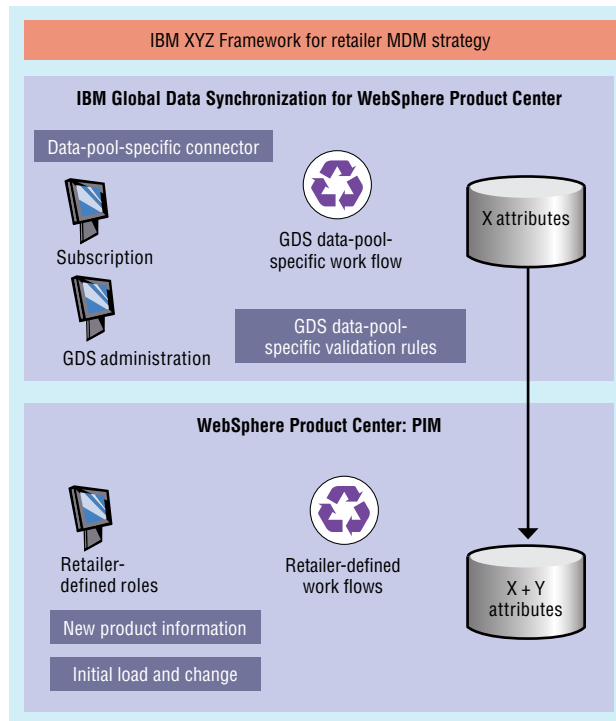 IBM XYZ Framework for retailer MDM strategy
IBM Global Data Synchronization for WebSphere Product Center
Data-pool-specific connector
Subscription
GDS data-pool-
specific work flow
X attributes
GDS administration
GDS data-pool-
specific validation rules
WebSphere Product Center: PIM
Retailer-
defined roles
Retailer-defined
work flows
X + Y
attributes
New product information
Initial load and change